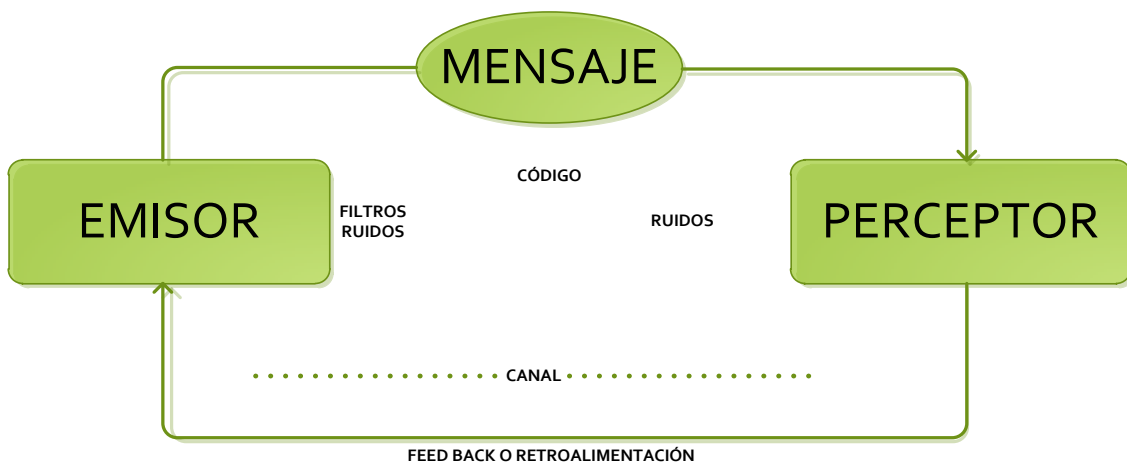 MENSAJE
CÓDIGO
EMISOR
FILTROS
RUIDOS
RUIDOS
PERCEPTOR
CANAL
FEED BACK O RETROALIMENTACIÓN